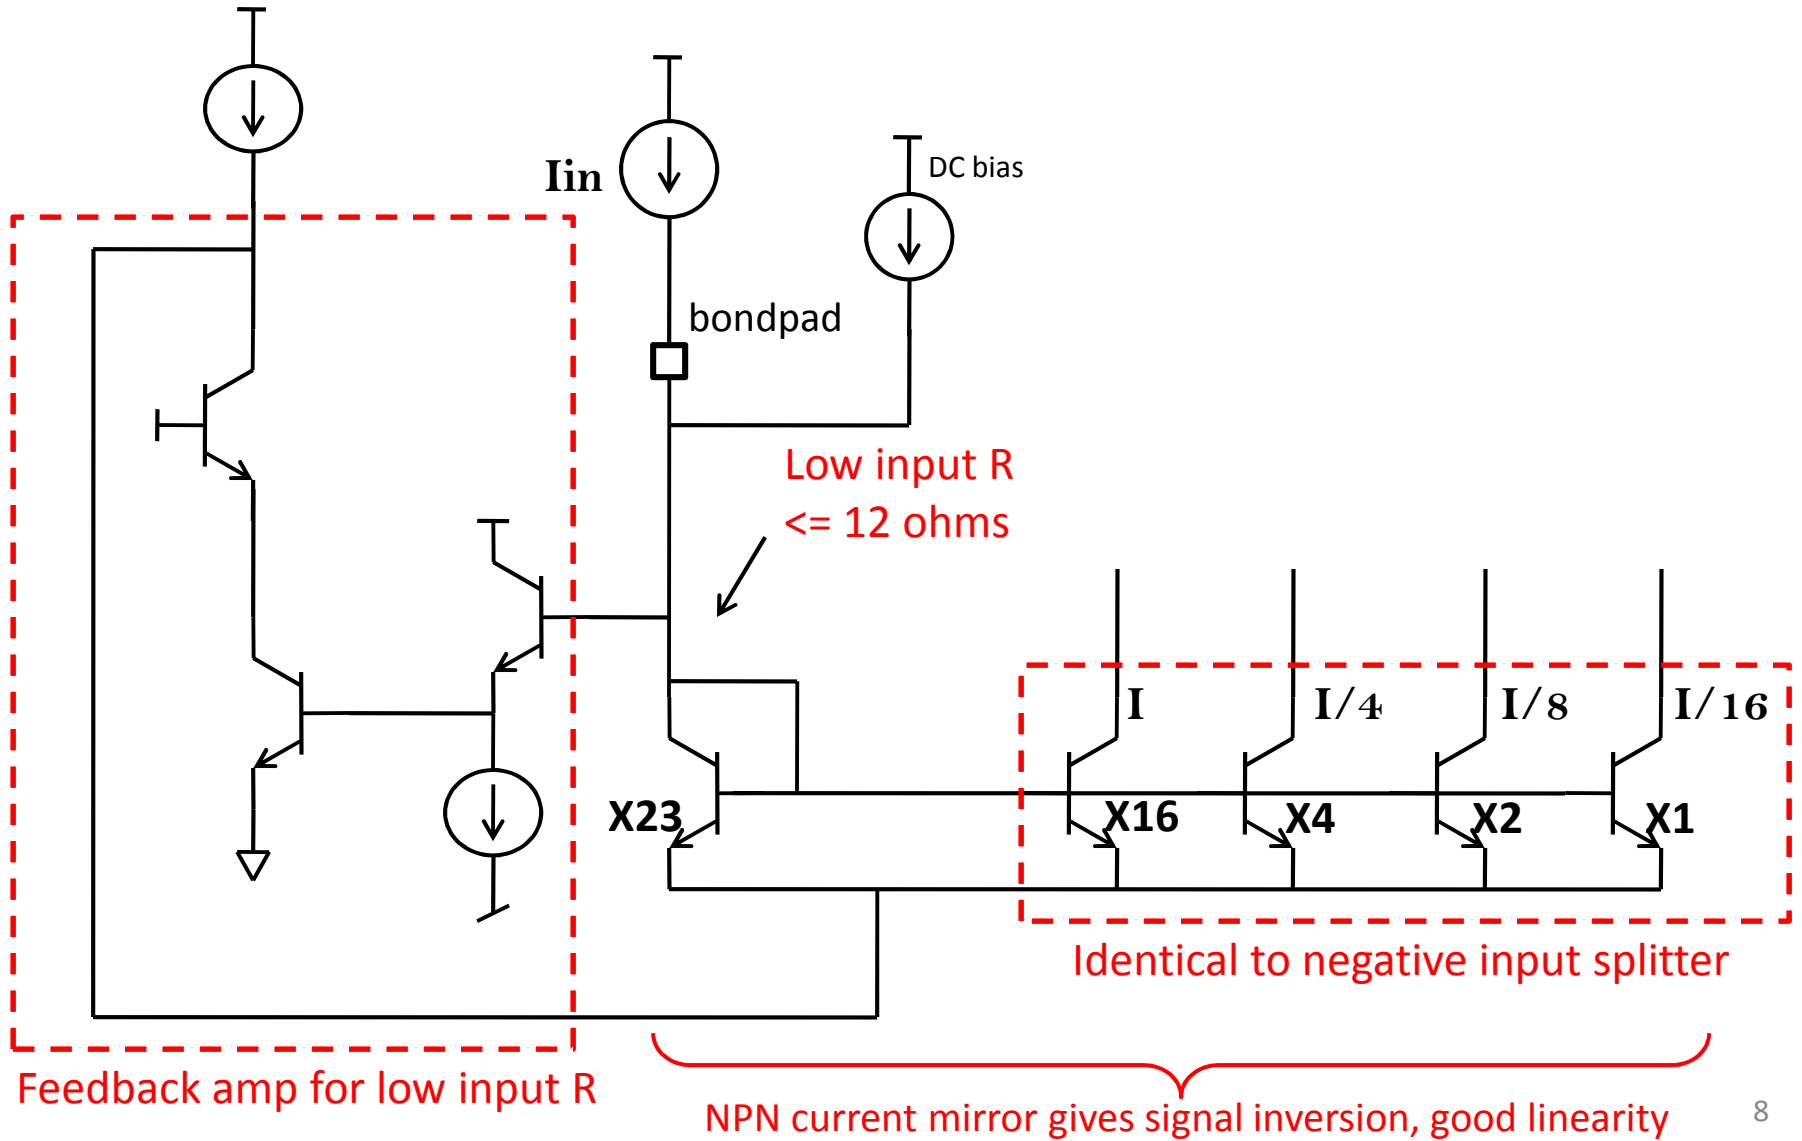 Iin
DC bias
bondpad
Low input R
<= 12 ohms
I
I/4
I/8
I/16
X23
X16
X4
X2
X1
Identical to negative input splitter
Feedback amp for low input R
NPN current mirror gives signal inversion, good linearity
8